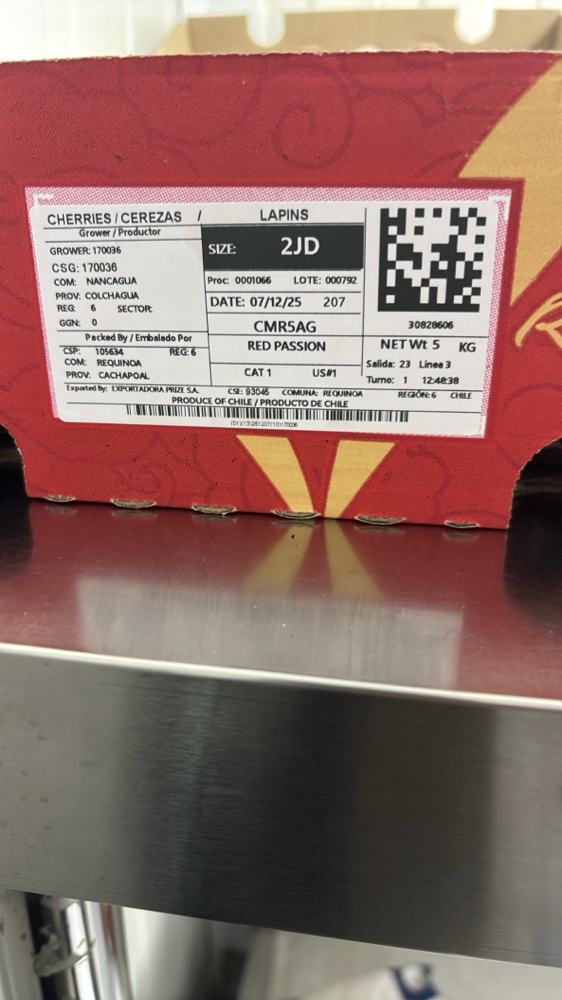 CHERRIES / CEREZAS / LAPINS
Grower / Productor
GROWER: 170036
CSG: 170036
COM: NANCAGUA
PROV: COLCHAGUA
REG: 6 SECTOR:
GGN: 0
Packed By / Embalado Por
CSP: 105634 REG: 6
COM: REQUINOA
PROV: CACHAPOAL
SIZE: 2JD
Proc: 0001066 LOTE: 000792
DATE: 07/12/25 207
CMR5AG
RED PASSION
CAT 1 US#1
30828606
NET Wt 5 KG
Salida: 23 Linea 3
Turno: 1 12:48:38
Exported By: EXPORTADORA PRIZE S.A. CSE: 93045 COMUNA: REQUINOA REGIÓN: 6 CHILE
PRODUCE OF CHILE / PRODUCTO DE CHILE